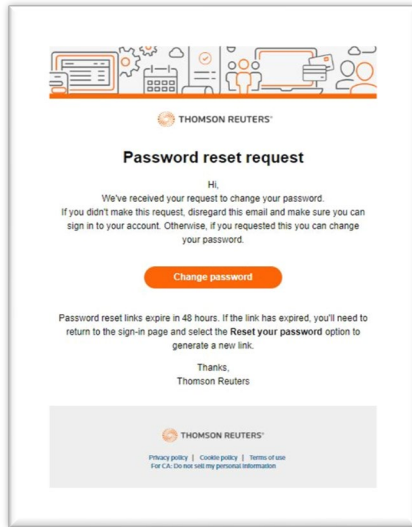 THOMSON REUTERS®
Password reset request
Hi,
We've received your request to change your password.
If you didn't make this request, disregard this email and make sure you can
sign in to your account. Otherwise, if you requested this you can change
your password.
Change password
Password reset links expire in 48 hours. If the link has expired, you'll need to
return to the sign-in page and select the Reset your password option to
generate a new link.
Thanks,
Thomson Reuters
THOMSON REUTERS®
Privacy policy | Cookie policy | Terms of use
For CA: Do not sell my personal information